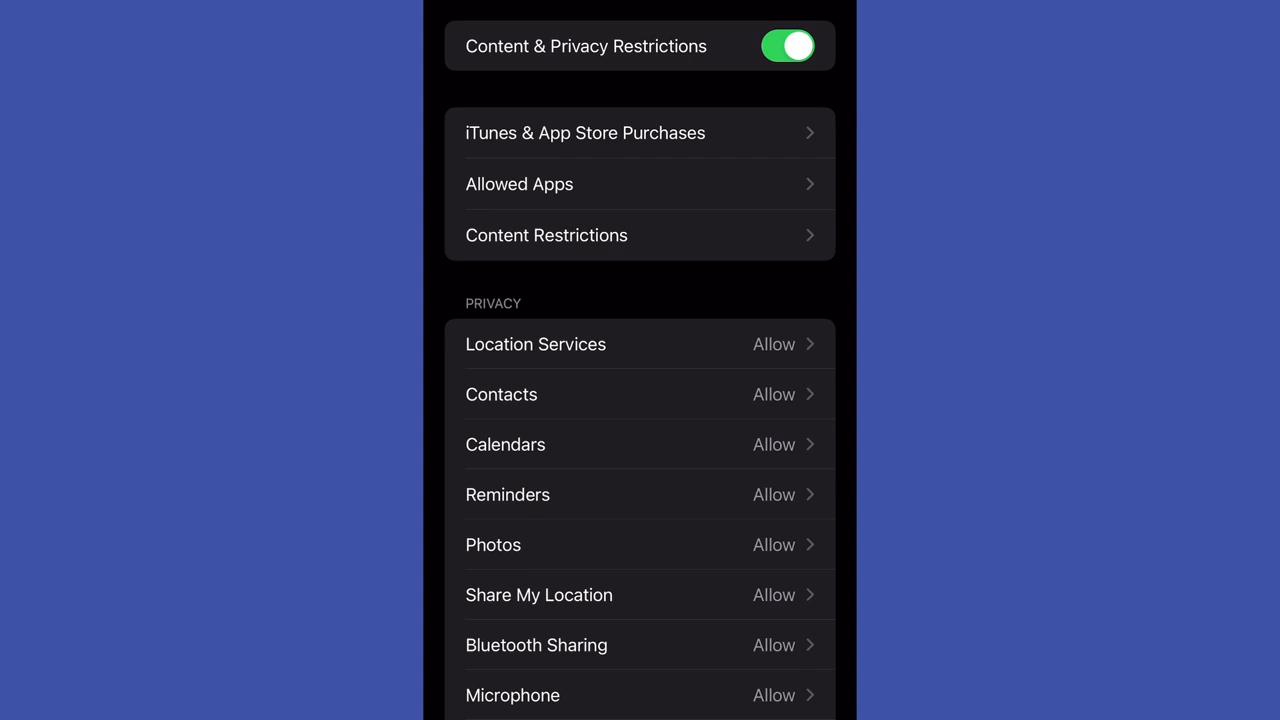 Content & Privacy Restrictions
iTunes & App Store Purchases
Allowed Apps
Content Restrictions
PRIVACY
Location Services Allow
Contacts Allow
Calendars Allow
Reminders Allow
Photos Allow
Share My Location Allow
Bluetooth Sharing Allow
Microphone Allow